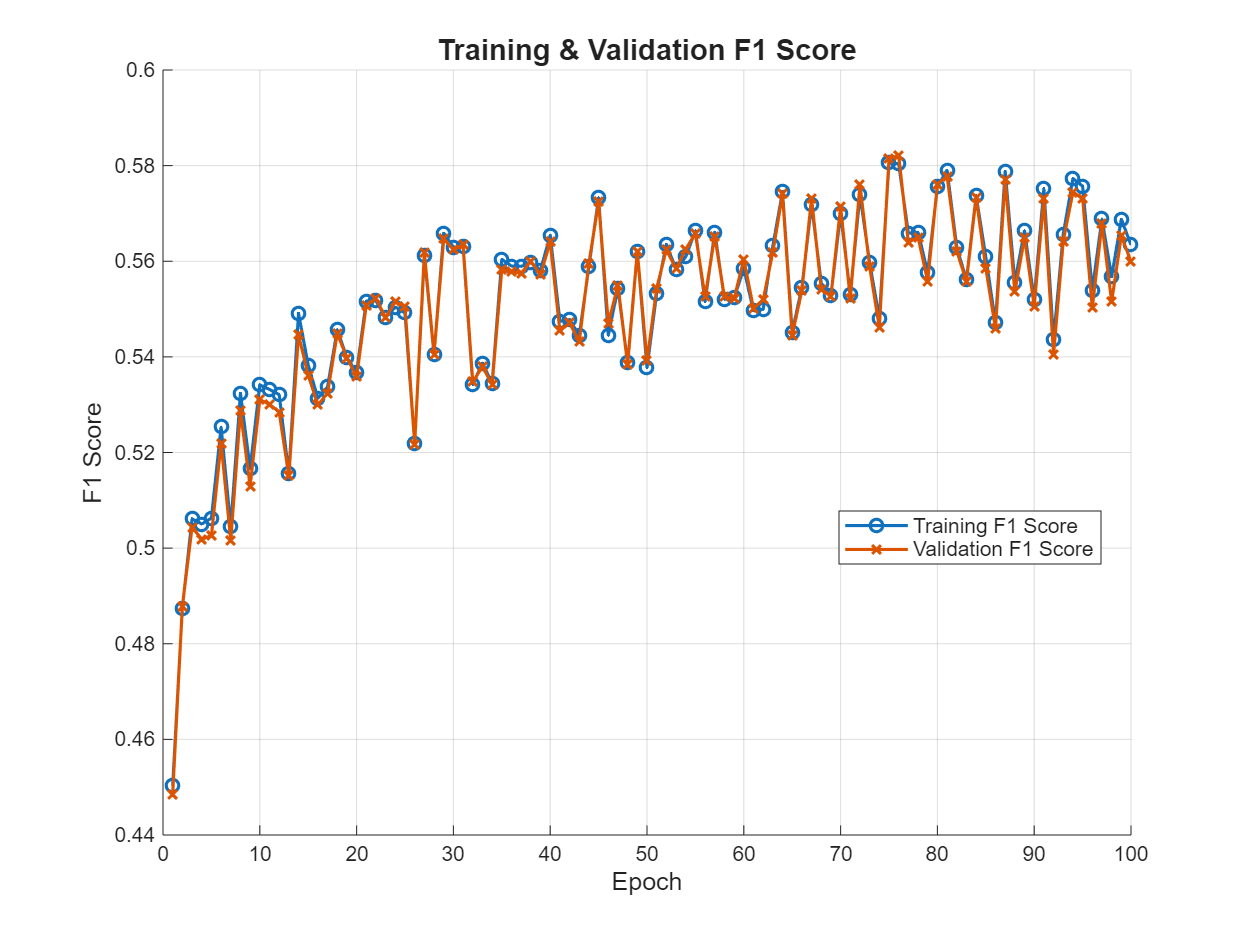 Training & Validation F1 Score
0.6
0.58
0.56
0.54
0.52
0.5
0.48
0.46
0.44
F1 Score
Training F1 Score
Validation F1 Score
0 10 20 30 40 50 60 70 80 90 100
Epoch